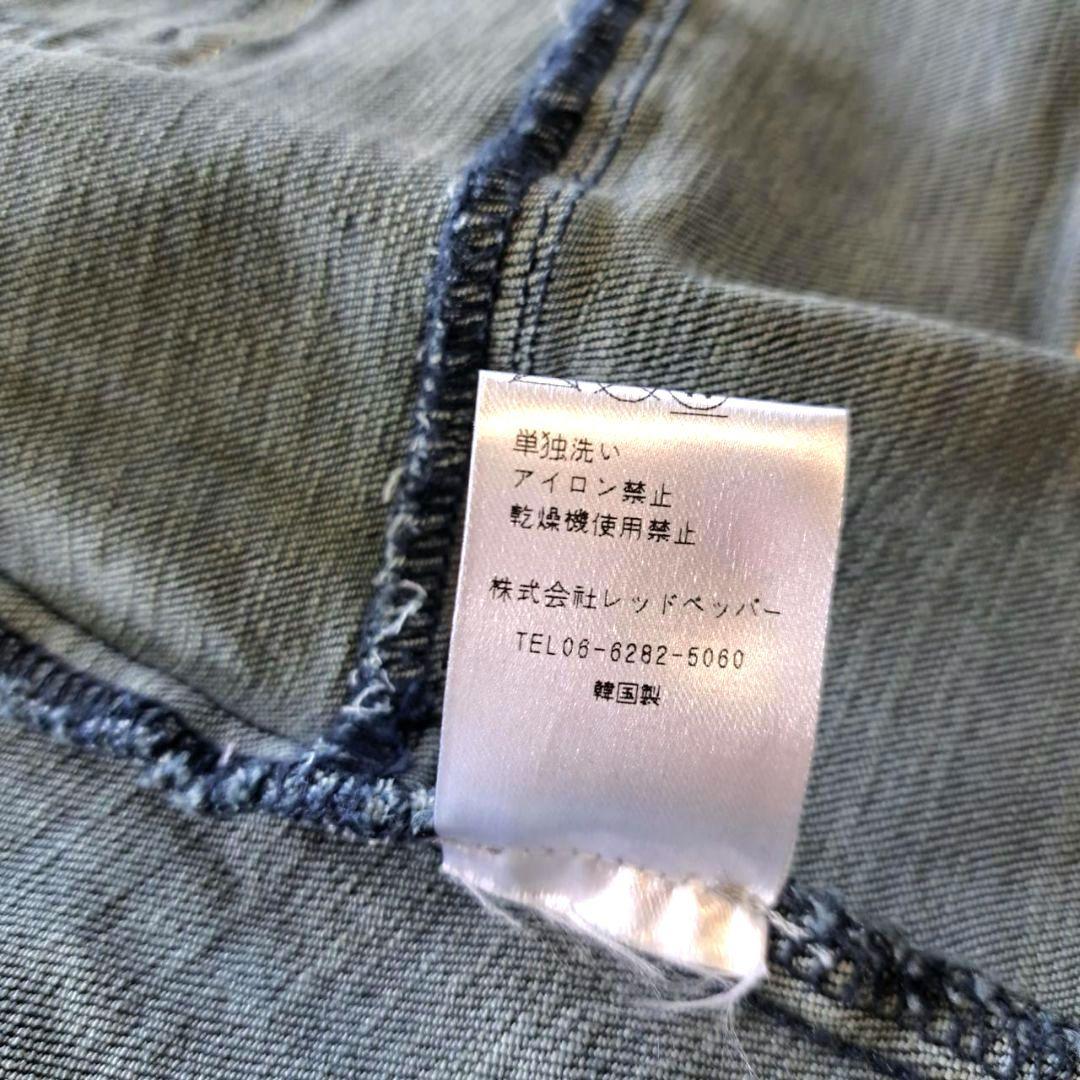 単独洗い
アイロン禁止
乾燥機使用禁止
株式会社レッドペッパー
TEL06-6282-5060
韓国製